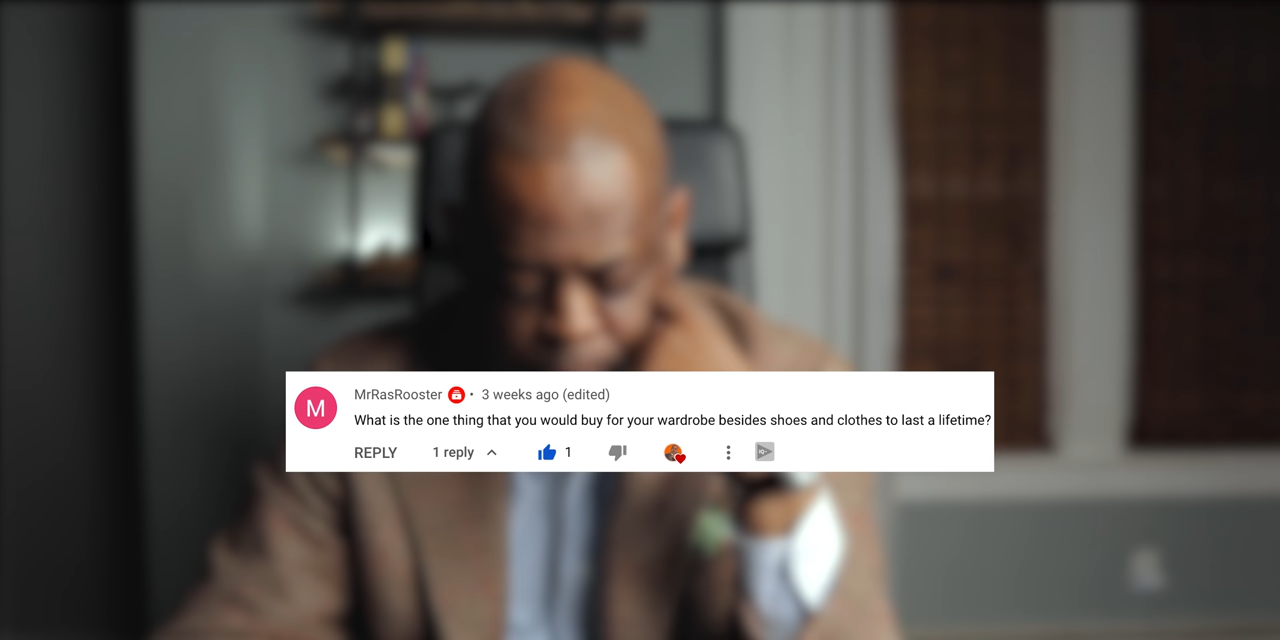 M
MrRasRooster · 3 weeks ago (edited)
What is the one thing that you would buy for your wardrobe besides shoes and clothes to last a lifetime?
REPLY 1 reply 1